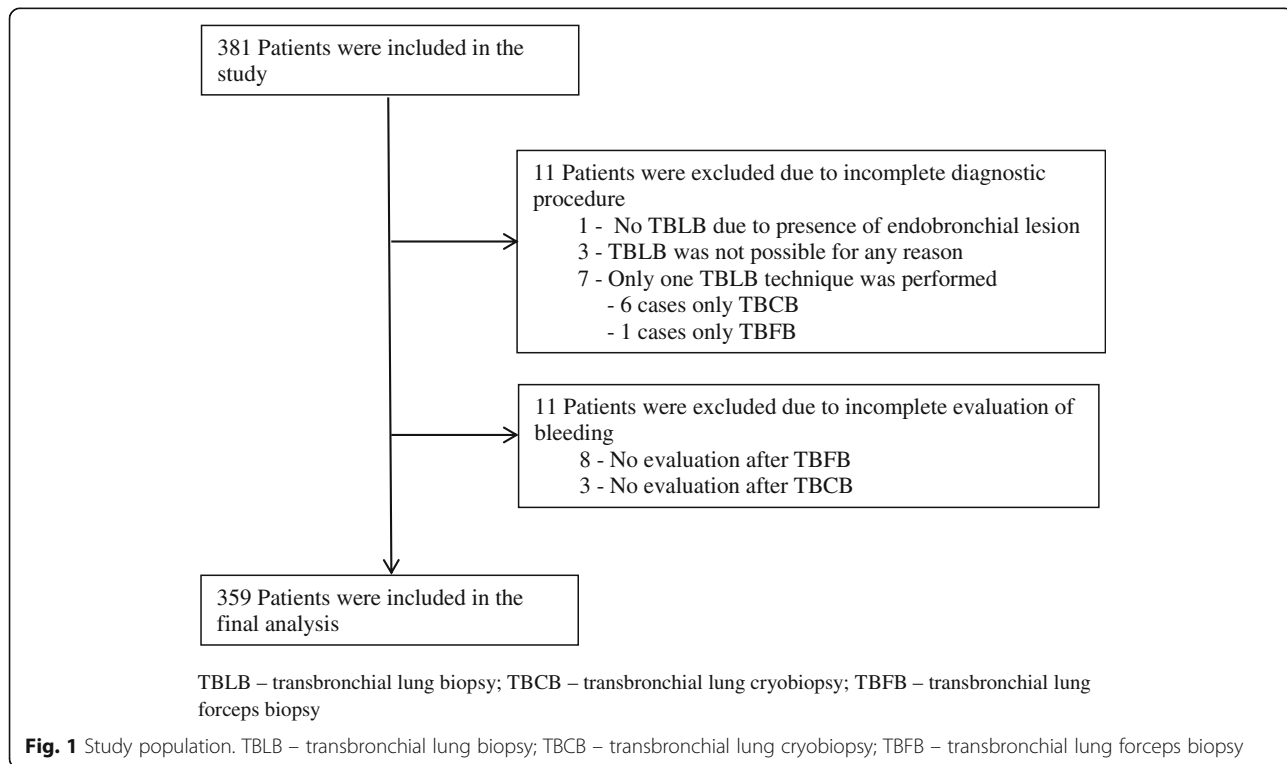 381 Patients were included in the
study
11 Patients were excluded due to incomplete diagnostic
procedure
1 - No TBLB due to presence of endobronchial lesion
3 - TBLB was not possible for any reason
7 - Only one TBLB technique was performed
- 6 cases only TBCB
- 1 cases only TBFB
11 Patients were excluded due to incomplete evaluation of
bleeding
8 - No evaluation after TBFB
3 - No evaluation after TBCB
359 Patients were included in the
final analysis
TBLB – transbronchial lung biopsy; TBCB – transbronchial lung cryobiopsy; TBFB – transbronchial lung
forceps biopsy
Fig. 1 Study population. TBLB – transbronchial lung biopsy; TBCB – transbronchial lung cryobiopsy; TBFB – transbronchial lung forceps biopsy